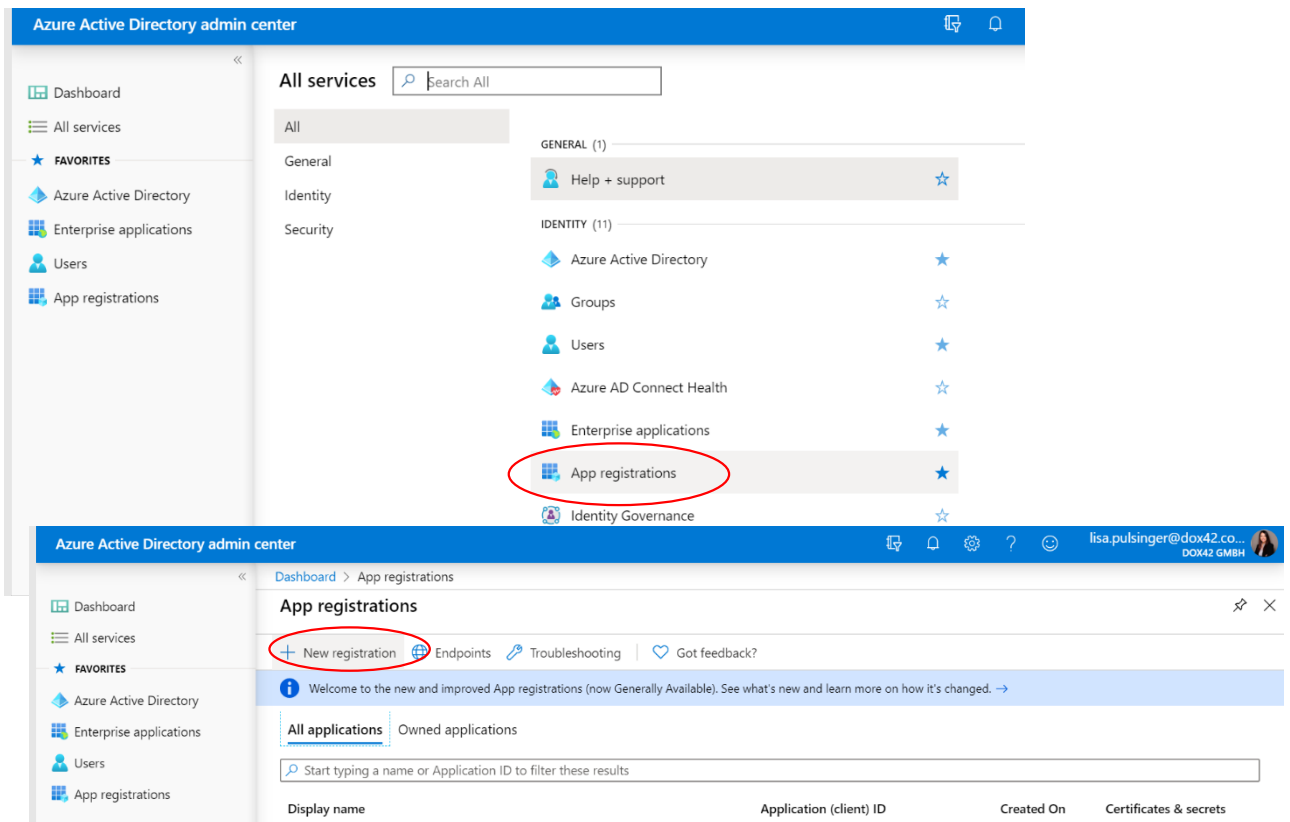 Azure Active Directory admin center
«
All services
Search All
Dashboard
All services
FAVORITES
Azure Active Directory
Enterprise applications
Users
App registrations
All
General
Identity
Security
GENERAL (1)
Help + support
IDENTITY (11)
Azure Active Directory
Groups
Users
Azure AD Connect Health
Enterprise applications
App registrations
Identity Governance
Azure Active Directory admin center
lisa.pulsinger@dox42.co...
DOX42 GMBH
«
Dashboard
All services
FAVORITES
Azure Active Directory
Enterprise applications
Users
App registrations
Dashboard > App registrations
App registrations
+ New registration Endpoints Troubleshooting Got feedback?
Welcome to the new and improved App registrations (now Generally Available). See what's new and learn more on how it's changed. →
All applications Owned applications
Start typing a name or Application ID to filter these results
Display name Application (client) ID Created On Certificates & secrets